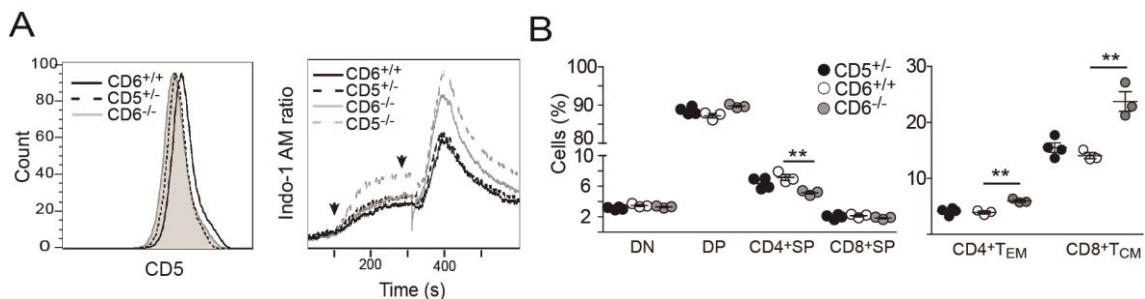 A
Count
100
80
60
40
20
0
CD6+/+
CD5+/-
CD6-/-
CD5
Indo-1 AM ratio
CD6+/+
CD5+/-
CD6-/-
CD5-/-
200
400
Time (s)
B
Cells (%)
100
90
80
10
8
6
4
2
CD5+/-
CD6+/+
CD6-/-
**
DN
DP
CD4+SP
CD8+SP
30
20
10
**
**
CD4+TEM
CD8+TCM